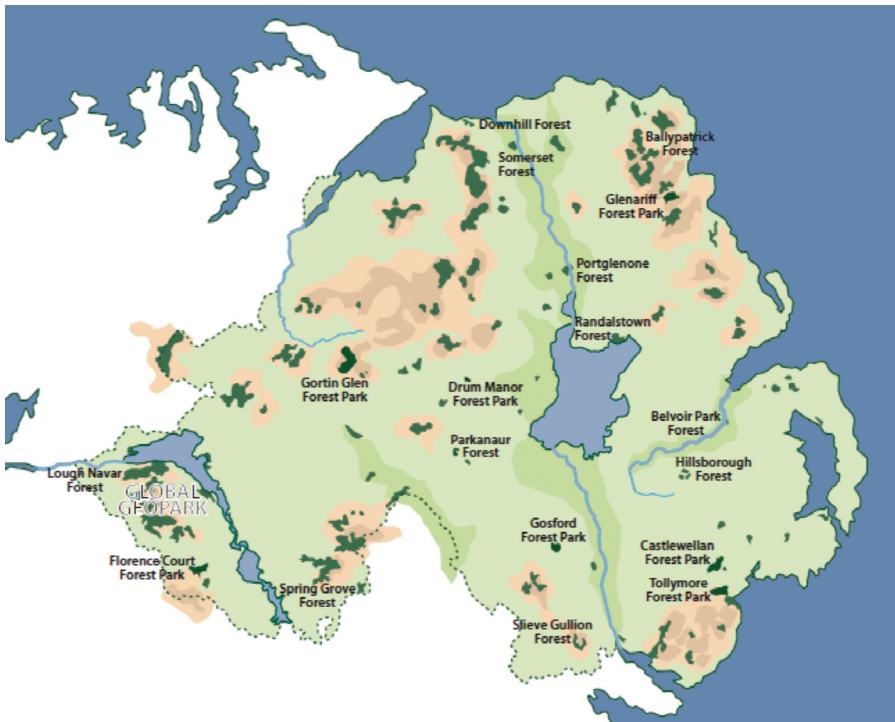 Downhill Forest
Somerset
Forest
Ballypatrick
Forest
Glenariff
Forest Park
Portglenone
Forest
Randalstown
Forest
Gortin Glen
Forest Park
Drum Manor
Forest Park
Belvoir Park
Forest
Parkanaur
Forest
Hillsborough
Forest
Lough Navar
Forest
GLOBAL
GEOPARK
Gosford
Forest Park
Castlewellan
Forest Park
Florence Court
Forest Park
Tollymore
Forest Park
Spring Grove
Forest
Slieve Gullion
Forest